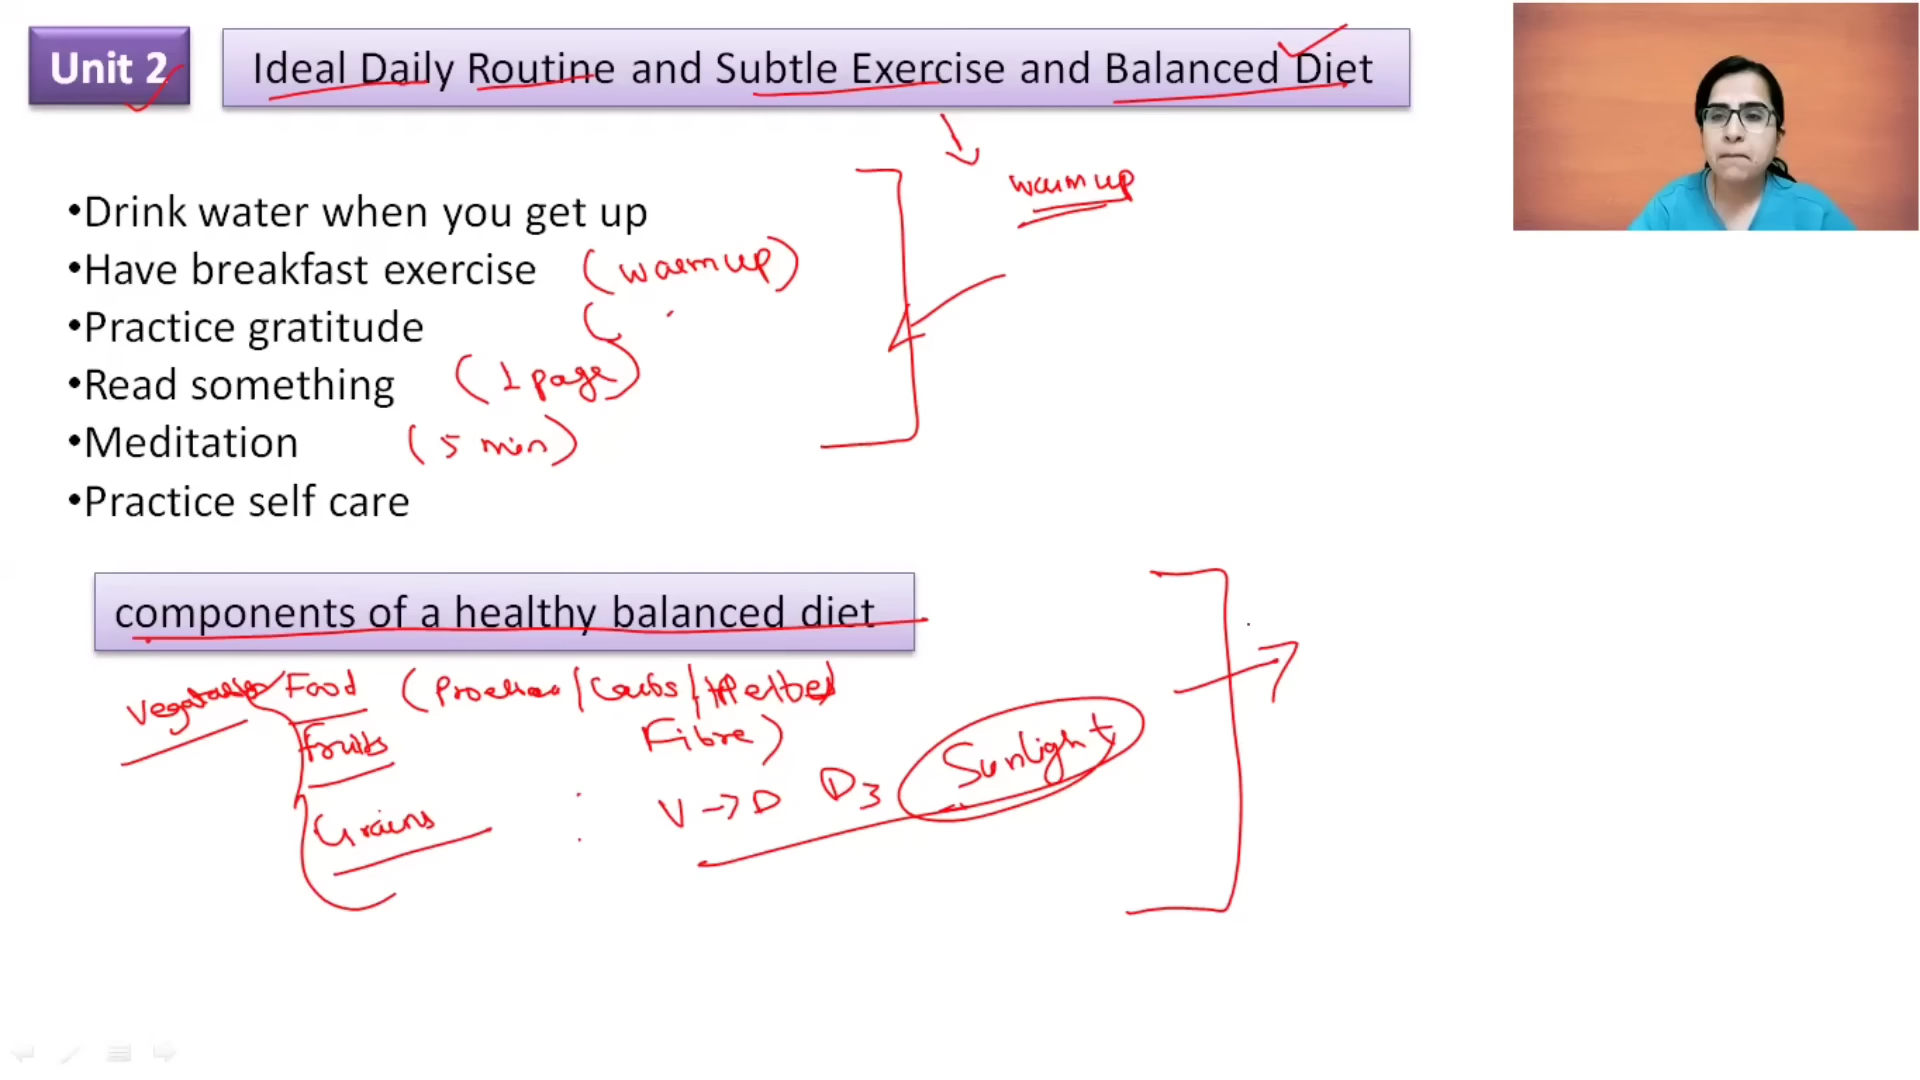 Unit 2
Ideal Daily Routine and Subtle Exercise and Balanced Diet
warm up
•Drink water when you get up
•Have breakfast exercise (warm up)
•Practice gratitude
•Read something (1 page)
•Meditation (5 min)
•Practice self care
components of a healthy balanced diet
Food (/ Carbs /
Fibre)
Fruits
Sunlight
V → D D3
Grains